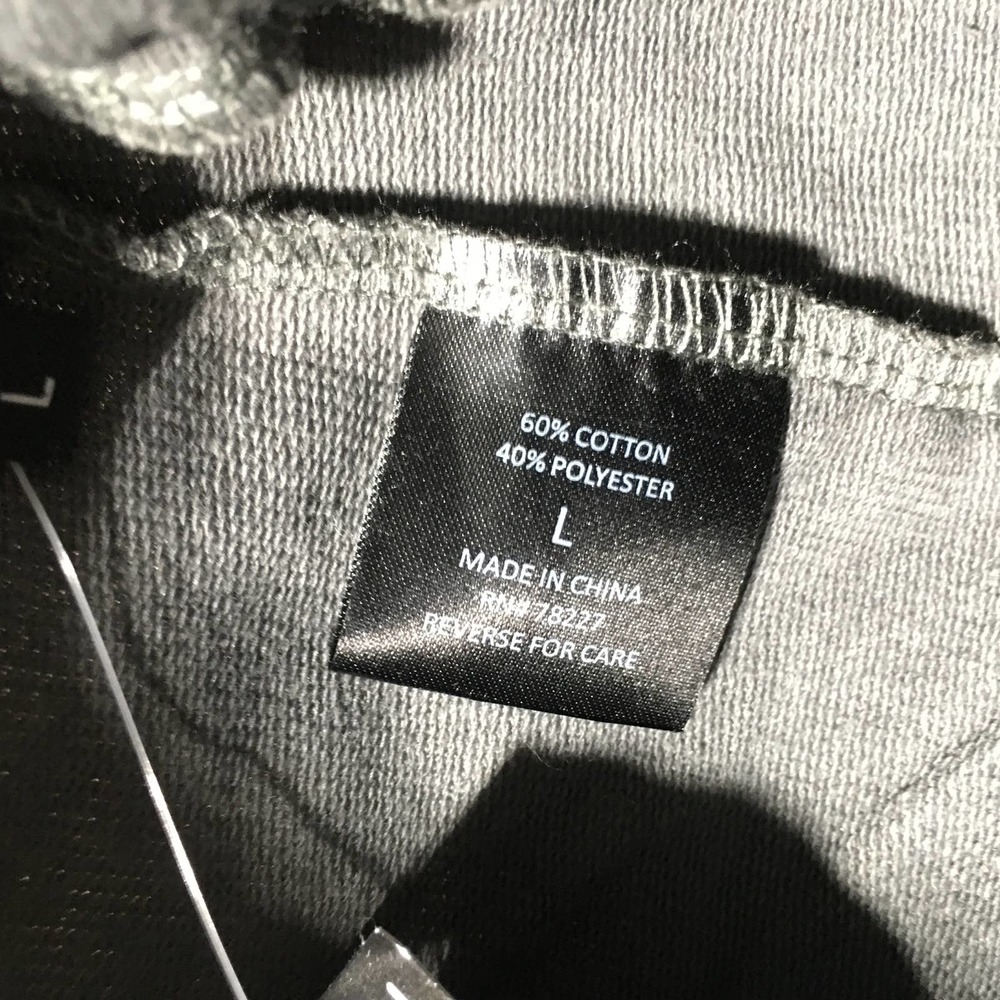 60% COTTON
40% POLYESTER
L
MADE IN CHINA
RN# 78227
REVERSE FOR CARE
L